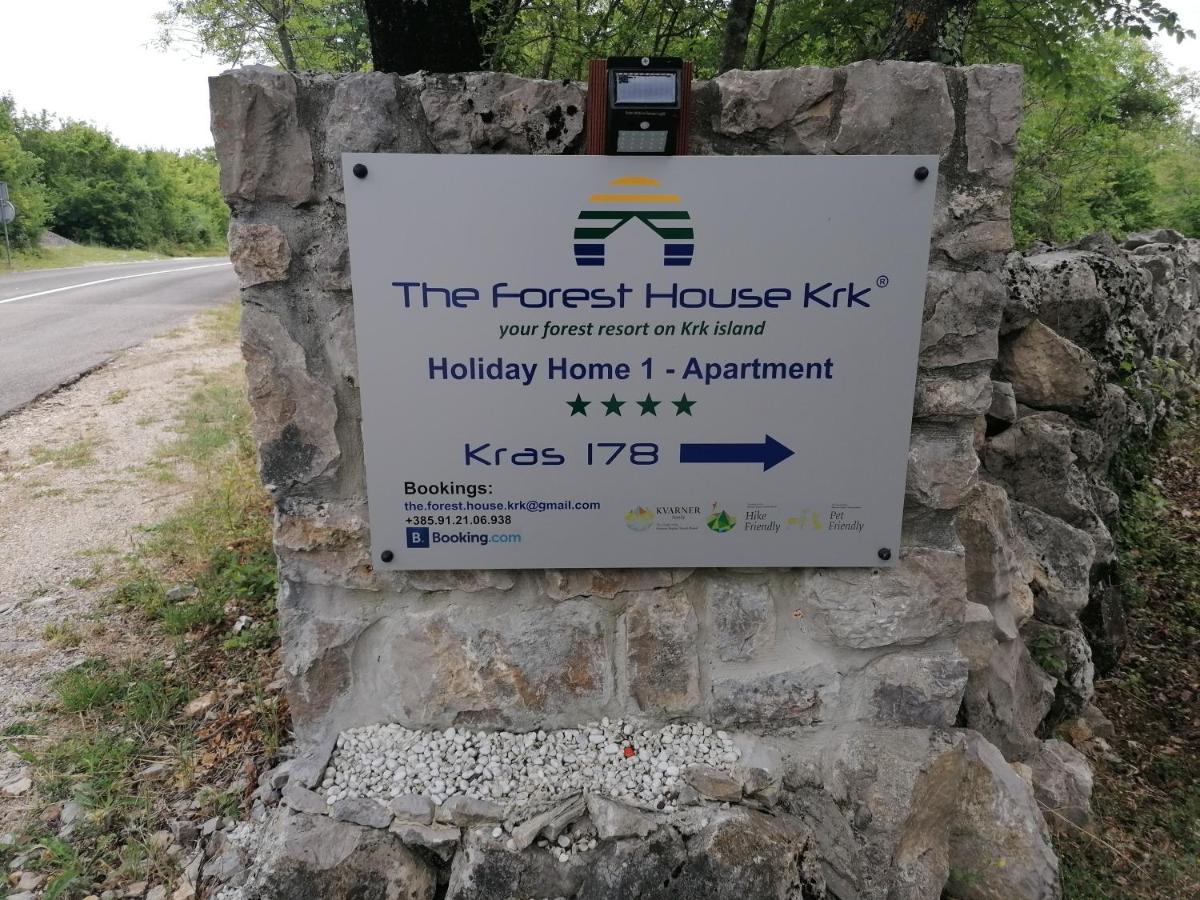 The Forest House Krk®
your forest resort on Krk island
Holiday Home 1 - Apartment
★★★★
Kras 178
Bookings:
the.forest.house.krk@gmail.com
+385.91.21.06.938
B. Booking.com
KVARNER
family
Hike
Friendly
Pet
Friendly